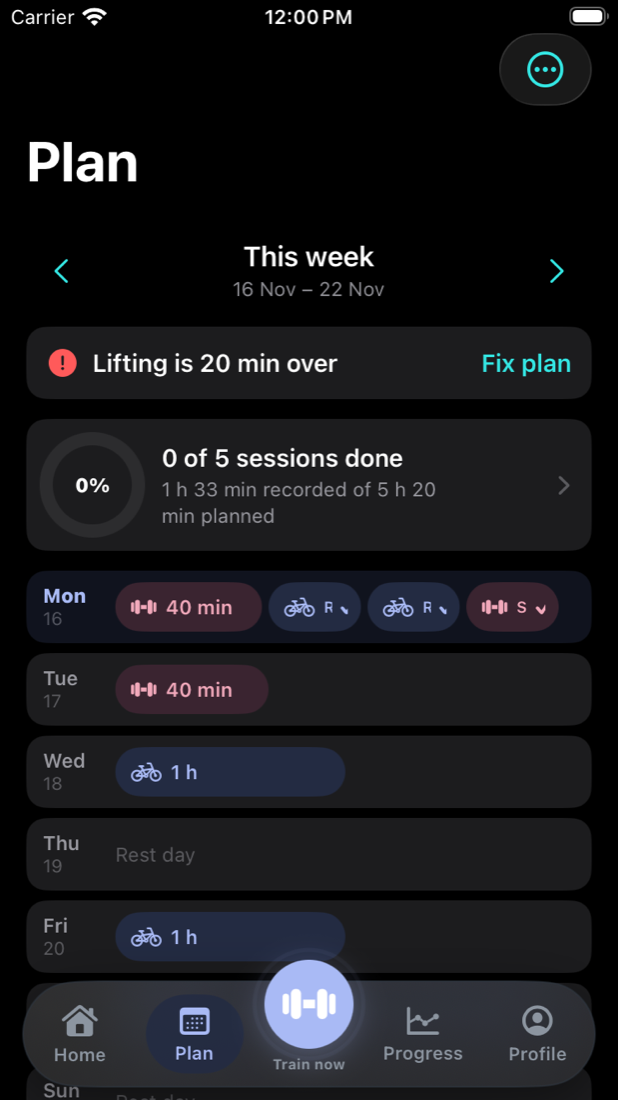 Carrier 12:00 PM
Plan
This week
16 Nov – 22 Nov
! Lifting is 20 min over Fix plan
0%
0 of 5 sessions done
1 h 33 min recorded of 5 h 20
min planned
Mon
16
40 min R R S
Tue
17
40 min
Wed
18
1 h
Thu
19
Rest day
Fri
20
1 h
Home Plan Train now Progress Profile
Sun
Rest day